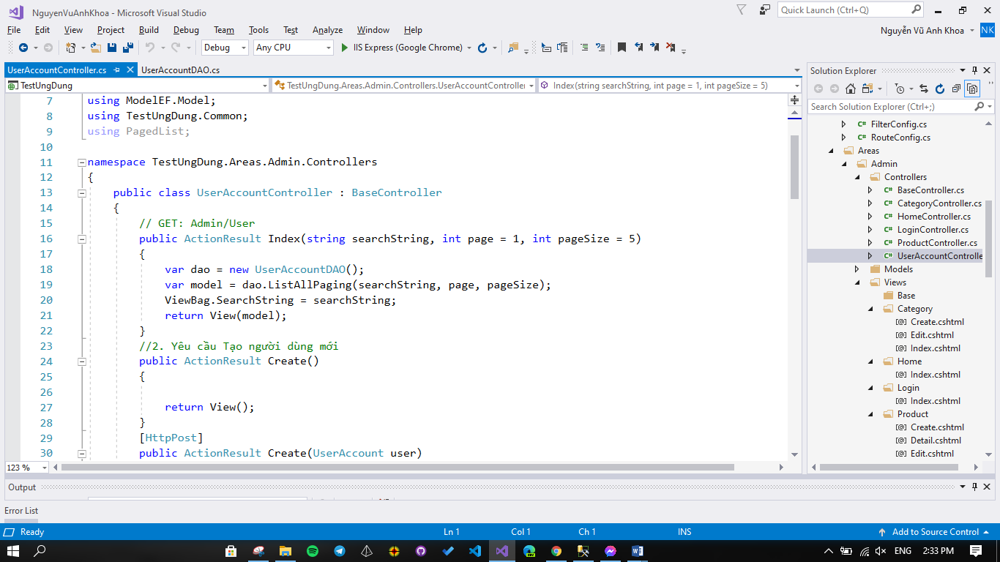 NguyenVuAnhKhoa - Microsoft Visual Studio
Quick Launch (Ctrl+Q)
File Edit View Project Build Debug Team Tools Test Analyze Window Help
Nguyễn Vũ Anh Khoa
NK
Debug
Any CPU
IIS Express (Google Chrome)
UserAccountController.cs
UserAccountDAO.cs
TestUngDung
TestUngDung.Areas.Admin.Controllers.UserAccountController
Index(string searchString, int page = 1, int pageSize = 5)
7 using ModelEF.Model;
8 using TestUngDung.Common;
9 using PagedList;
10
11 namespace TestUngDung.Areas.Admin.Controllers
12 {
13 public class UserAccountController : BaseController
14 {
15 // GET: Admin/User
16 public ActionResult Index(string searchString, int page = 1, int pageSize = 5)
17 {
18 var dao = new UserAccountDAO();
19 var model = dao.ListAllPaging(searchString, page, pageSize);
20 ViewBag.SearchString = searchString;
21 return View(model);
22 }
23 //2. Yêu cầu Tạo người dùng mới
24 public ActionResult Create()
25 {
26
27 return View();
28 }
29 [HttpPost]
30 public ActionResult Create(UserAccount user)
123 %
Solution Explorer
Search Solution Explorer (Ctrl+;)
C# FilterConfig.cs
C# RouteConfig.cs
Areas
Admin
Controllers
C# BaseController.cs
C# CategoryController.cs
C# HomeController.cs
C# LoginController.cs
C# ProductController.cs
C# UserAccountControlle
Models
Views
Base
Category
[@] Create.cshtml
[@] Edit.cshtml
[@] Index.cshtml
Home
[@] Index.cshtml
Login
[@] Index.cshtml
Product
[@] Create.cshtml
[@] Detail.cshtml
[@] Edit.cshtml
Output
Error List
Ready
Ln 1
Col 1
Ch 1
INS
Add to Source Control
ENG
2:33 PM